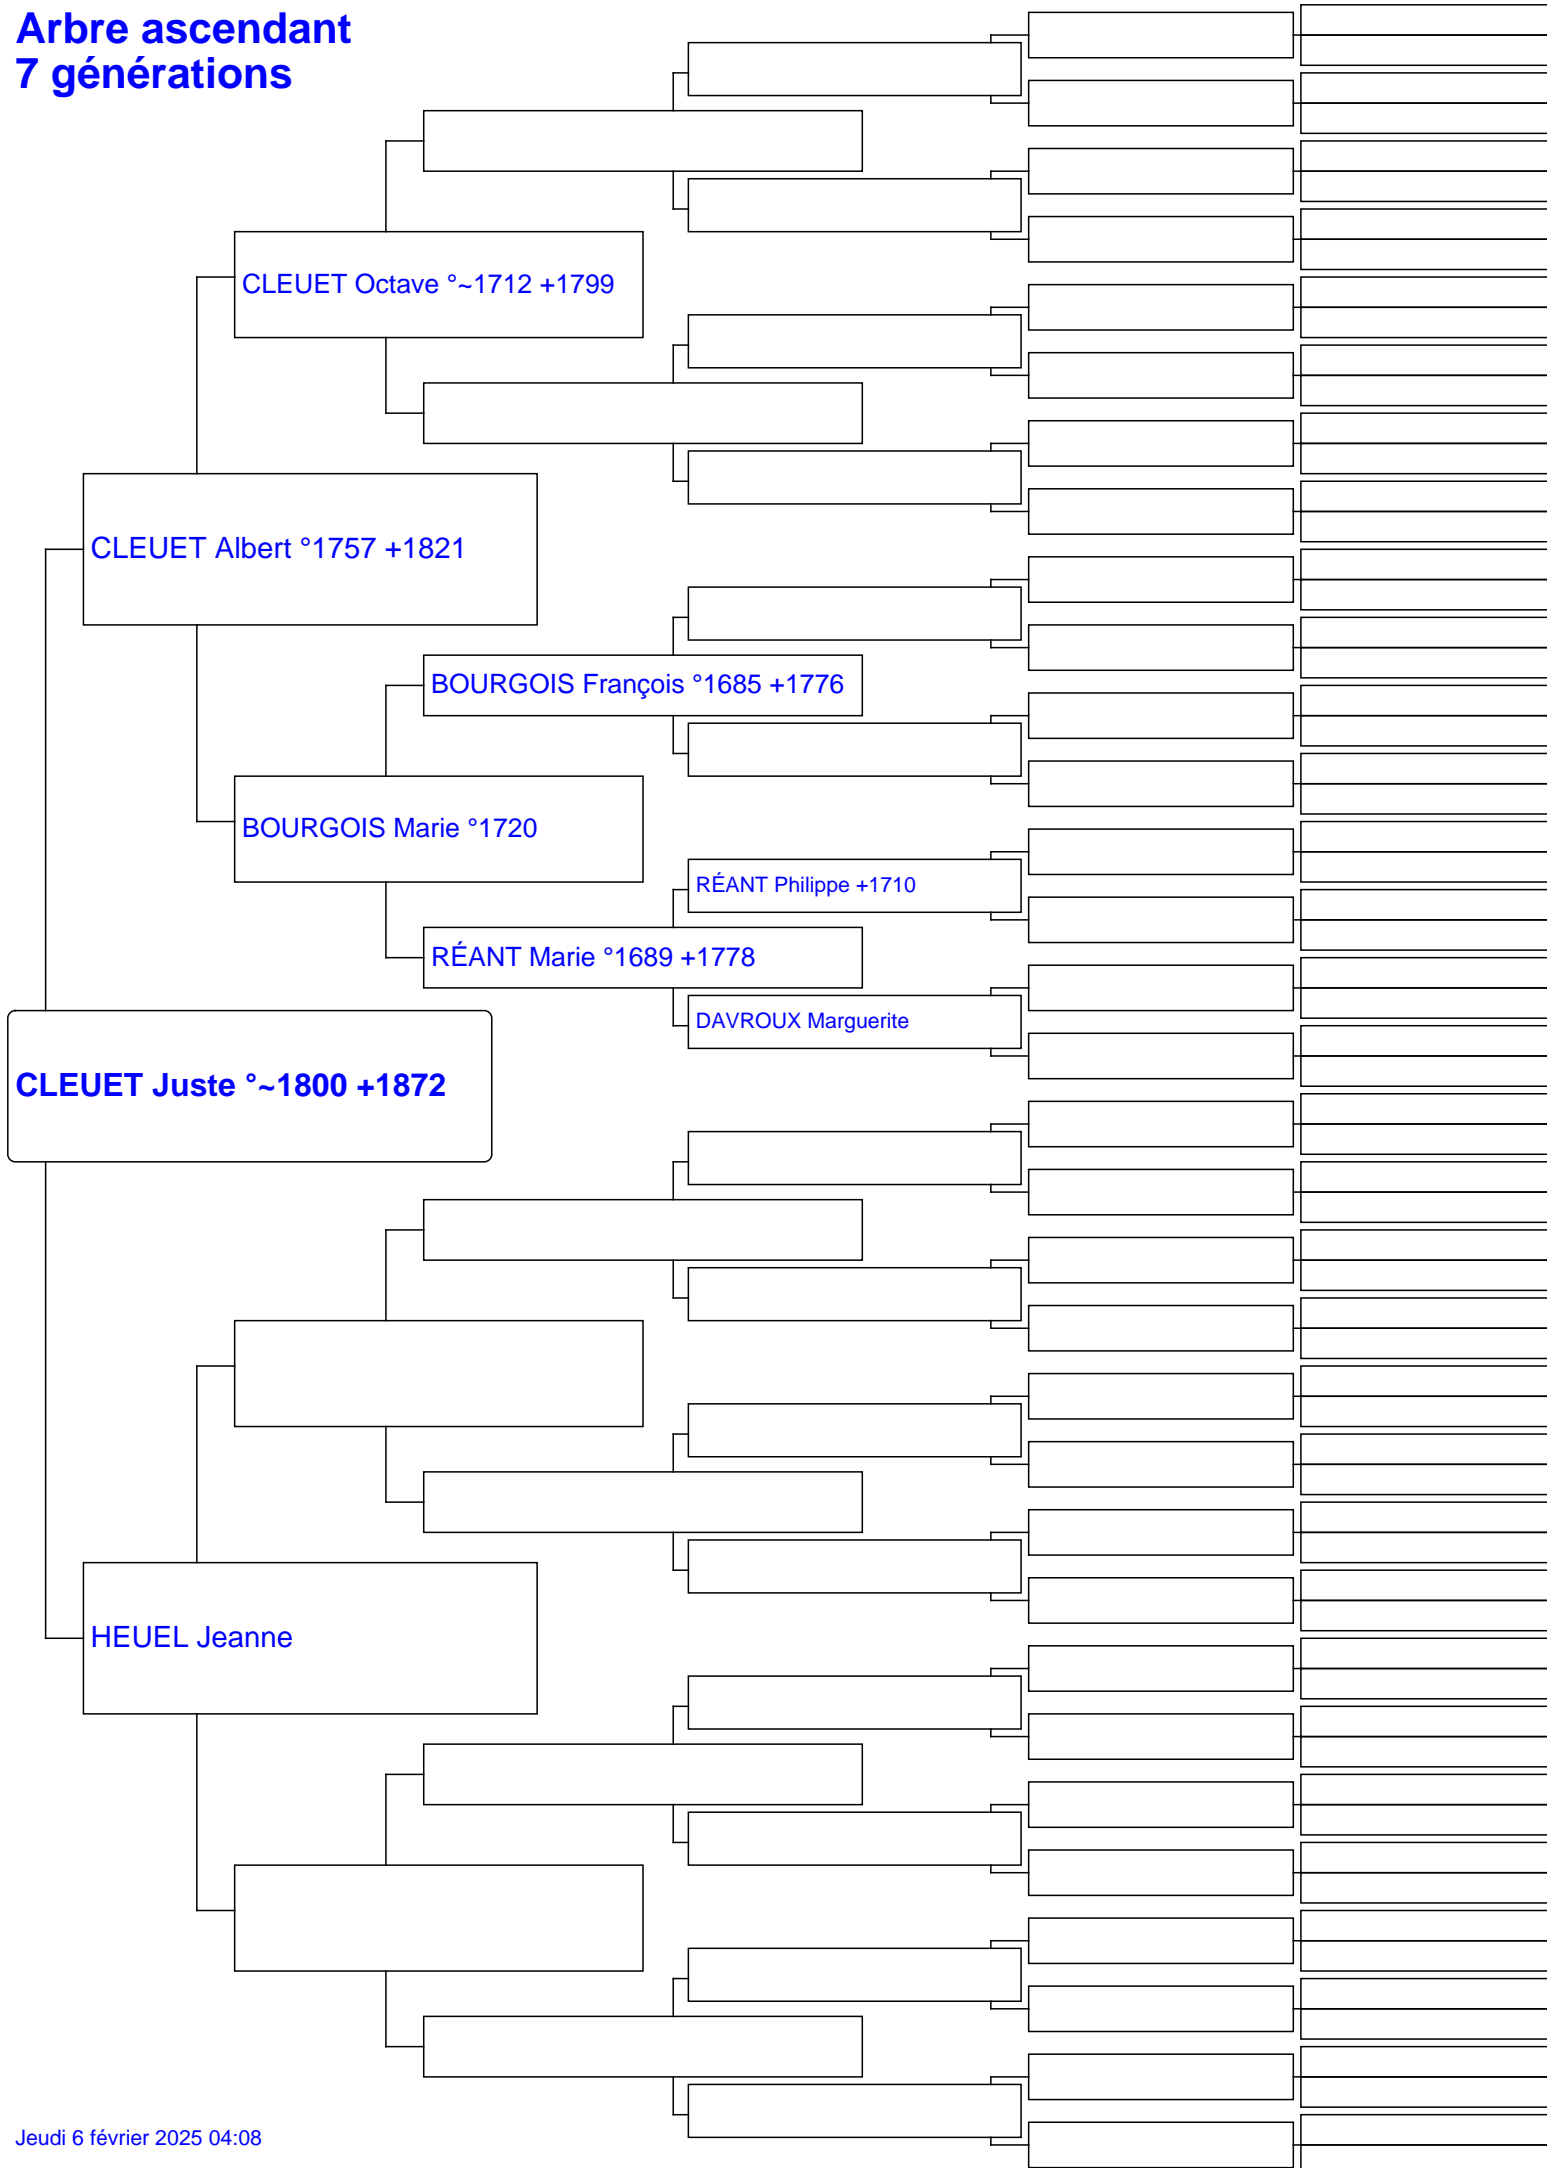 Arbre ascendant
7 générations
CLEUET Octave °~1712 +1799
CLEUET Albert °1757 +1821
BOURGOIS François °1685 +1776
BOURGOIS Marie °1720
RÉANT Philippe +1710
RÉANT Marie °1689 +1778
DAVROUX Marguerite
CLEUET Juste °~1800 +1872
HEUEL Jeanne
Jeudi 6 février 2025 04:08